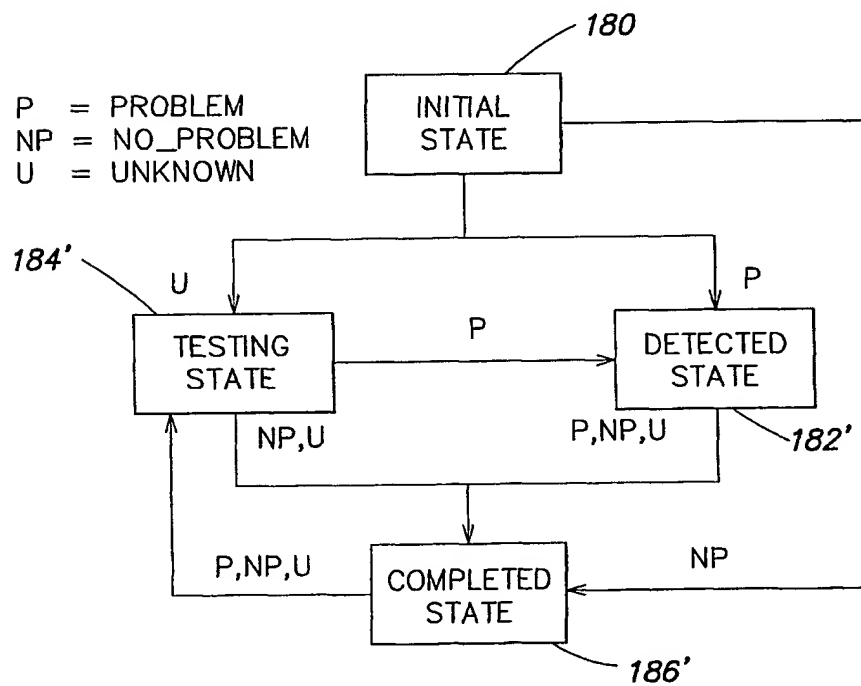 180
INITIAL
STATE
P = PROBLEM
NP = NO_PROBLEM
U = UNKNOWN
184'
U
P
TESTING
STATE
P
DETECTED
STATE
NP,U
P,NP,U
182'
P,NP,U
COMPLETED
STATE
NP
186'